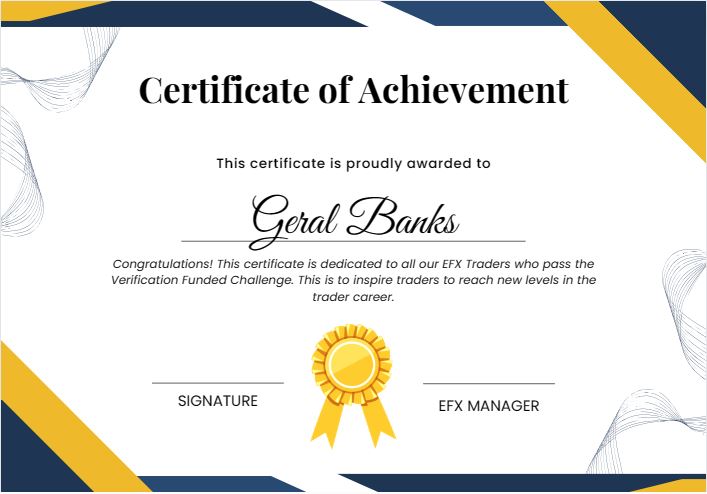 Certificate of Achievement
This certificate is proudly awarded to
Geral Banks
Congratulations! This certificate is dedicated to all our EFX Traders who pass the
Verification Funded Challenge. This is to inspire traders to reach new levels in the
trader career.
SIGNATURE
EFX MANAGER